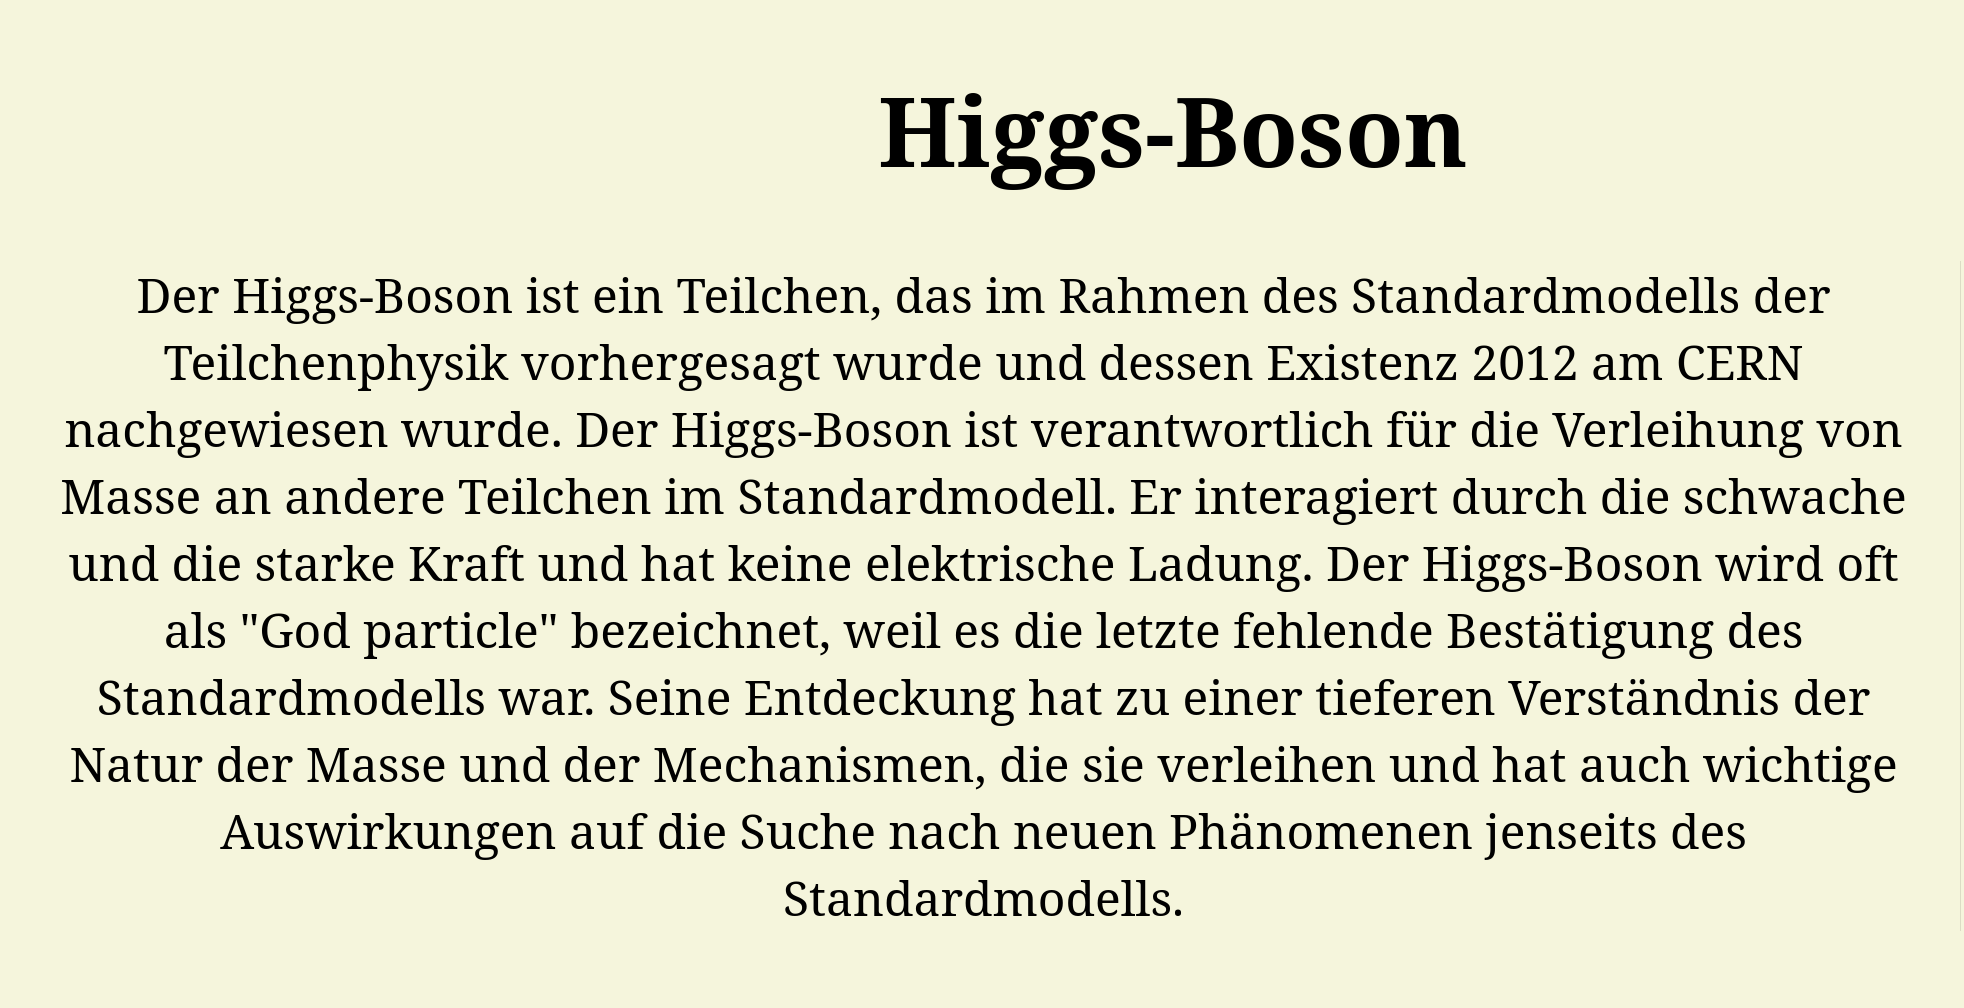 Higgs-Boson
Der Higgs-Boson ist ein Teilchen, das im Rahmen des Standardmodells der
Teilchenphysik vorhergesagt wurde und dessen Existenz 2012 am CERN
nachgewiesen wurde. Der Higgs-Boson ist verantwortlich für die Verleihung von
Masse an andere Teilchen im Standardmodell. Er interagiert durch die schwache
und die starke Kraft und hat keine elektrische Ladung. Der Higgs-Boson wird oft
als "God particle" bezeichnet, weil es die letzte fehlende Bestätigung des
Standardmodells war. Seine Entdeckung hat zu einer tieferen Verständnis der
Natur der Masse und der Mechanismen, die sie verleihen und hat auch wichtige
Auswirkungen auf die Suche nach neuen Phänomenen jenseits des
Standardmodells.